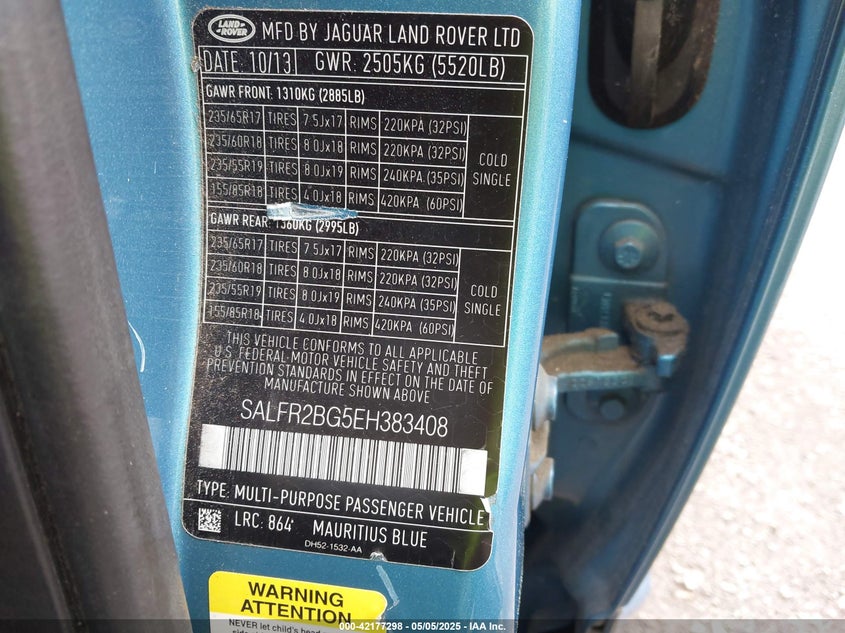 LAND ROVER MFD BY JAGUAR LAND ROVER LTD
DATE: 10/13 GWR: 2505KG (5520LB)
GAWR FRONT: 1310KG (2885LB)
235/65R17 TIRES 7.5Jx17 RIMS 220KPA (32PSI)
235/60R18 TIRES 8.0Jx18 RIMS 220KPA (32PSI)
235/55R19 TIRES 8.0Jx19 RIMS 240KPA (35PSI)
155/85R18 TIRES 4.0Jx18 RIMS 420KPA (60PSI)
COLD
SINGLE
GAWR REAR: 1360KG (2995LB)
235/65R17 TIRES 7.5Jx17 RIMS 220KPA (32PSI)
235/60R18 TIRES 8.0Jx18 RIMS 220KPA (32PSI)
235/55R19 TIRES 8.0Jx19 RIMS 240KPA (35PSI)
155/85R18 TIRES 4.0Jx18 RIMS 420KPA (60PSI)
COLD
SINGLE
THIS VEHICLE CONFORMS TO ALL APPLICABLE
U.S. FEDERAL-MOTOR VEHICLE SAFETY AND THEFT
PREVENTION STANDARDS IN EFFECT ON THE DATE OF
MANUFACTURE SHOWN ABOVE
SALFR2BG5EH383408
TYPE: MULTI-PURPOSE PASSENGER VEHICLE
LRC: 864 MAURITIUS BLUE
DH52-1532-AA
WARNING
ATTENTION
NEVER let child's head
000-42177298 - 05/05/2025 - IAA Inc.